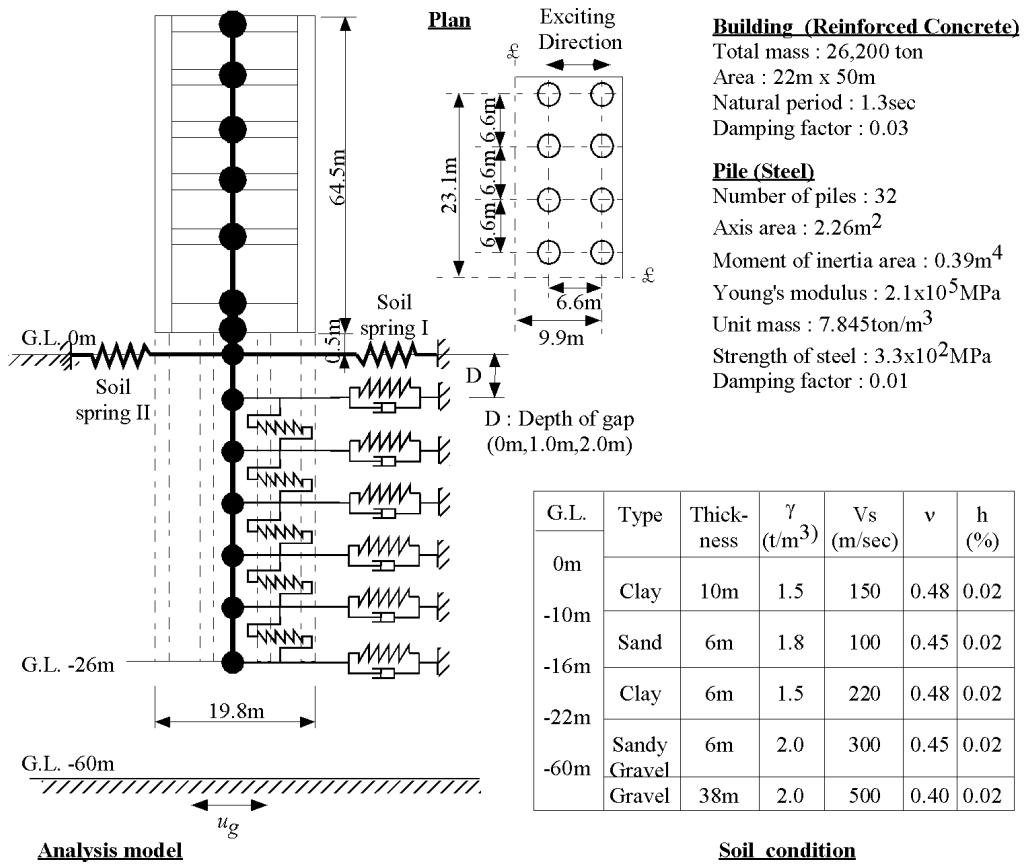 Plan
Exciting
Direction
£
6.6m
6.6m
6.6m
23.1m
6.6m
9.9m
£
64.5m
0.5m
G.L. 0m
Soil
spring II
Soil
spring I
D
D : Depth of gap
(0m,1.0m,2.0m)
G.L. -26m
19.8m
G.L. -60m
u_g
Analysis model
Building (Reinforced Concrete)
Total mass : 26,200 ton
Area : 22m x 50m
Natural period : 1.3sec
Damping factor : 0.03
Pile (Steel)
Number of piles : 32
Axis area : 2.26m²
Moment of inertia area : 0.39m⁴
Young's modulus : 2.1x10⁵MPa
Unit mass : 7.845ton/m³
Strength of steel : 3.3x10²MPa
Damping factor : 0.01
G.L. Type Thick- γ Vs ν h
ness (t/m³) (m/sec) (%)
0m
Clay 10m 1.5 150 0.48 0.02
-10m
Sand 6m 1.8 100 0.45 0.02
-16m
Clay 6m 1.5 220 0.48 0.02
-22m
Sandy 6m 2.0 300 0.45 0.02
-60m
Gravel
Gravel 38m 2.0 500 0.40 0.02
Soil condition